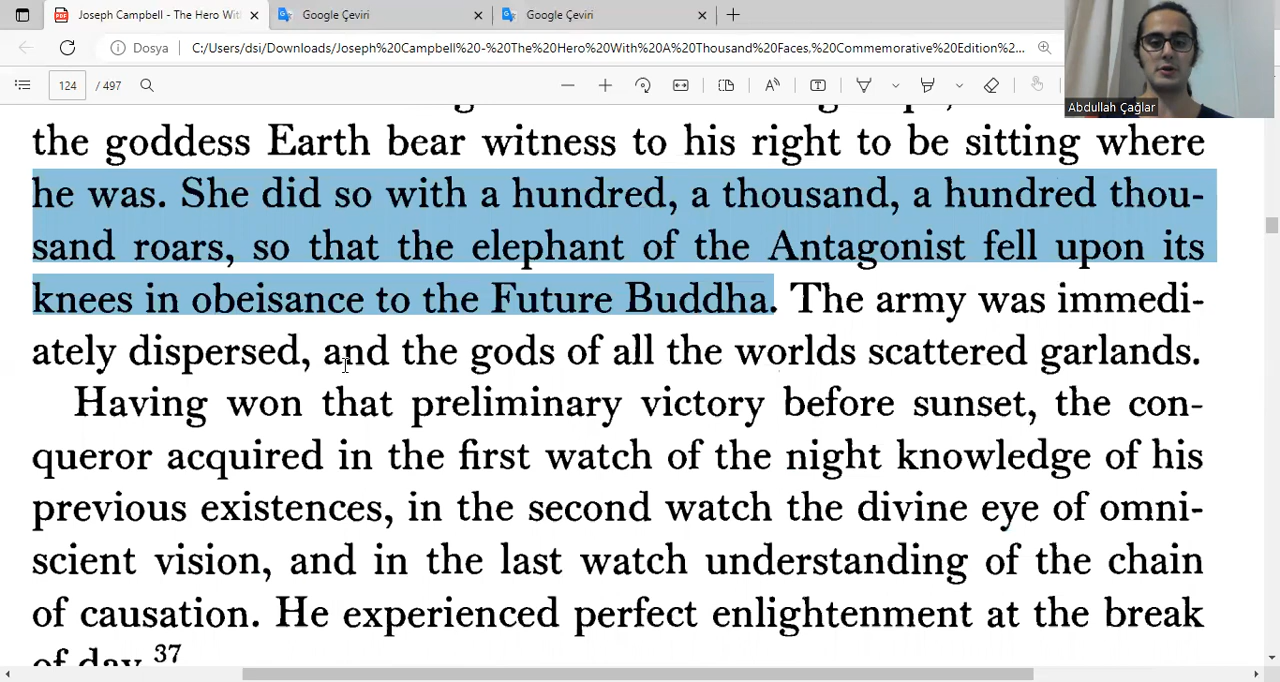 Joseph Campbell - The Hero Wit
Google Çeviri
Google Çeviri
Dosya
C:/Users/dsi/Downloads/Joseph%20Campbell%20-%20The%20Hero%20With%20A%20Thousand%20Faces,%20Commemorative%20Edition%2...
124 / 497
Abdullah Çağlar
the goddess Earth bear witness to his right to be sitting where
he was. She did so with a hundred, a thousand, a hundred thou-
sand roars, so that the elephant of the Antagonist fell upon its
knees in obeisance to the Future Buddha. The army was immedi-
ately dispersed, and the gods of all the worlds scattered garlands.
Having won that preliminary victory before sunset, the con-
queror acquired in the first watch of the night knowledge of his
previous existences, in the second watch the divine eye of omni-
scient vision, and in the last watch understanding of the chain
of causation. He experienced perfect enlightenment at the break
of day.37